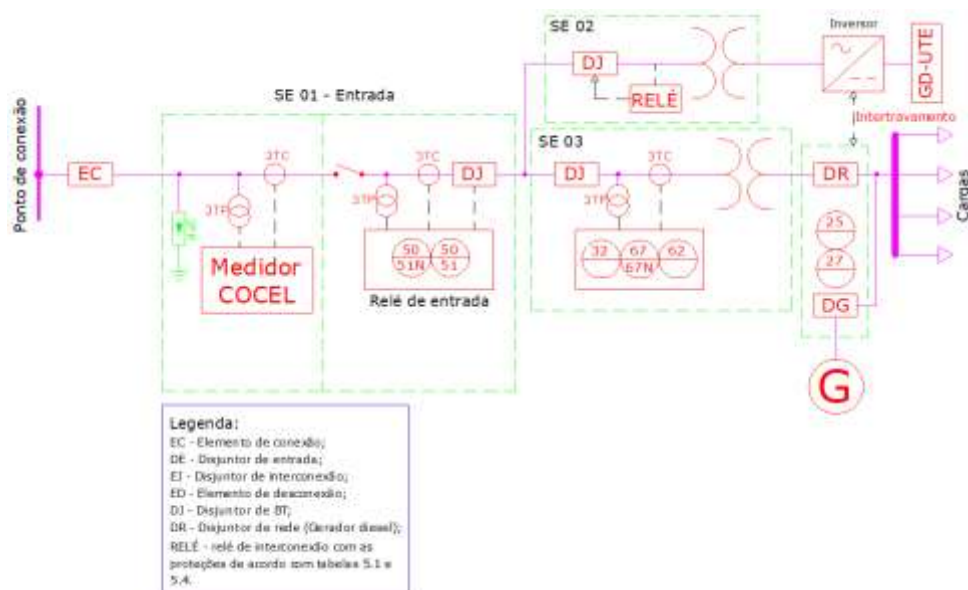 SE 02
DJ
RELÉ
Inversor
GD-UTE
Intertravamento
SE 01 - Entrada
Ponto de conexão
EC
3TC
3TP
Medidor
COCEL
3TC
3TP
DJ
50
51N
50
51
Relé de entrada
SE 03
DJ
3TC
3TP
32
67
67N
62
DR
25
27
DG
G
Cargas
Legenda:
EC - Elemento de conexão;
DE - Disjuntor de entrada;
EJ - Disjuntor de interconexão;
ED - Elemento de desconexão;
DJ - Disjuntor de BT;
DR - Disjuntor de rede (Gerador diesel);
RELÉ - relé de interconexão com as
proteções de acordo com tabelas 5.1 e
5.4.